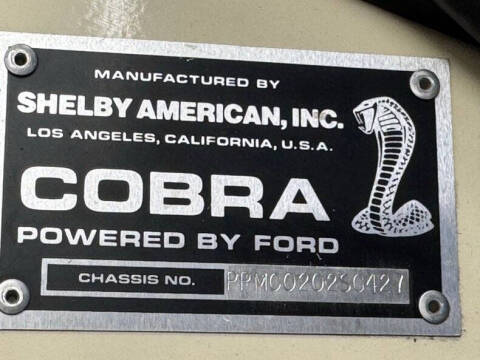 MANUFACTURED BY
SHELBY AMERICAN, INC.
LOS ANGELES, CALIFORNIA, U.S.A.
COBRA
POWERED BY FORD
CHASSIS NO. PPMC0202SC427